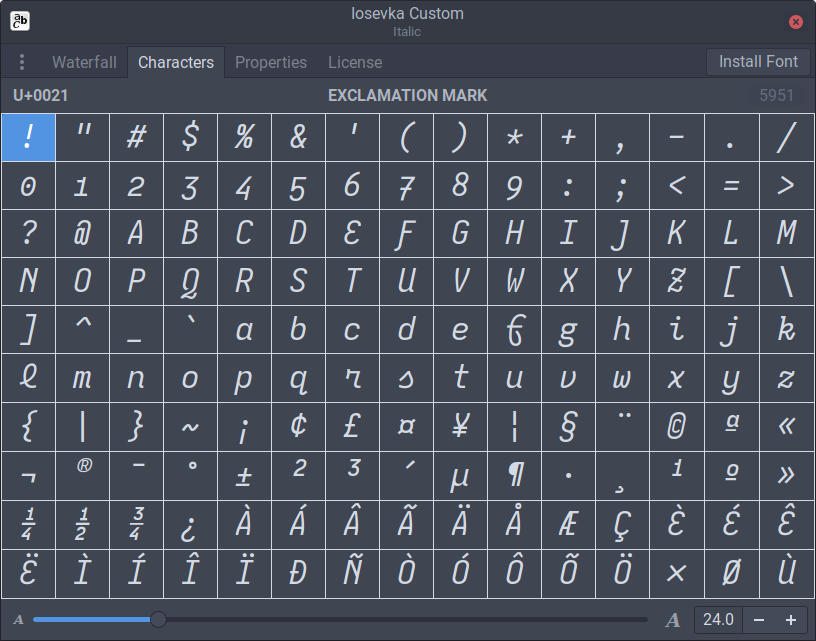 Iosevka Custom
Italic
Waterfall Characters Properties License Install Font
U+0021 EXCLAMATION MARK 5951
! " # $ % & ' ( ) * + , - . /
0 1 2 3 4 5 6 7 8 9 : ; < = >
? @ A B C D E F G H I J K L M
N O P Q R S T U V W X Y Z [ \
] ^ _ ` a b c d e f g h i j k
l m n o p q r s t u v w x y z
{ | } ~ ¡ ¢ £ ¤ ¥ ¦ § ¨ © ª «
¬ ® ¯ ° ± ² ³ ´ µ ¶ · ¸ ¹ º »
¼ ½ ¾ ¿ À Á Â Ã Ä Å Æ Ç È É Ê
Ë Ì Í Î Ï Ð Ñ Ò Ó Ô Õ Ö × Ø Ù
A A 24.0 − +